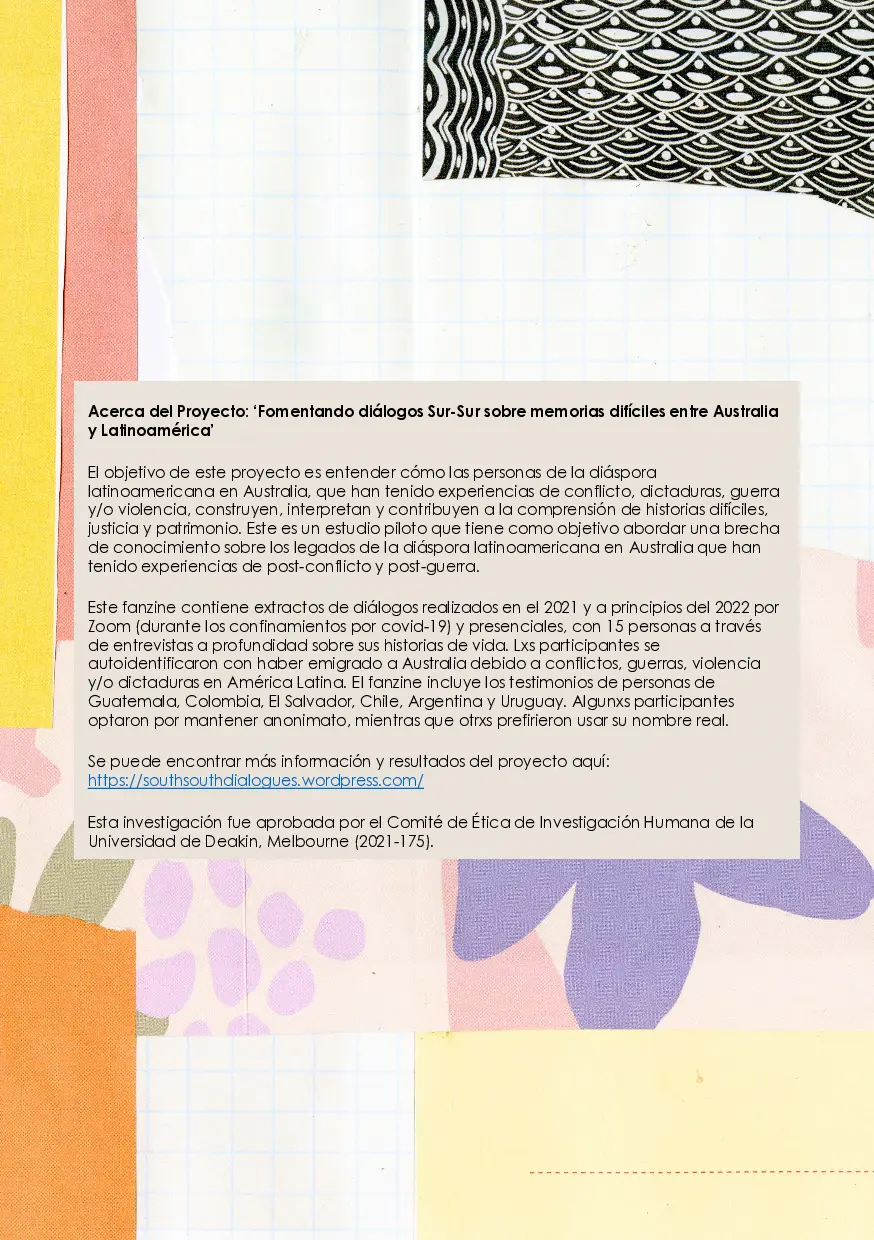 Acerca del Proyecto: ‘Fomentando diálogos Sur-Sur sobre memorias difíciles entre Australia
y Latinoamérica’
El objetivo de este proyecto es entender cómo las personas de la diáspora
latinoamericana en Australia, que han tenido experiencias de conflicto, dictaduras, guerra
y/o violencia, construyen, interpretan y contribuyen a la comprensión de historias difíciles,
justicia y patrimonio. Este es un estudio piloto que tiene como objetivo abordar una brecha
de conocimiento sobre los legados de la diáspora latinoamericana en Australia que han
tenido experiencias de post-conflicto y post-guerra.
Este fanzine contiene extractos de diálogos realizados en el 2021 y a principios del 2022 por
Zoom (durante los confinamientos por covid-19) y presenciales, con 15 personas a través
de entrevistas a profundidad sobre sus historias de vida. Lxs participantes se
autoidentificaron con haber emigrado a Australia debido a conflictos, guerras, violencia
y/o dictaduras en América Latina. El fanzine incluye los testimonios de personas de
Guatemala, Colombia, El Salvador, Chile, Argentina y Uruguay. Algunxs participantes
optaron por mantener anonimato, mientras que otrxs prefirieron usar su nombre real.
Se puede encontrar más información y resultados del proyecto aquí:
https://southsouthdialogues.wordpress.com/
Esta investigación fue aprobada por el Comité de Ética de Investigación Humana de la
Universidad de Deakin, Melbourne (2021-175).